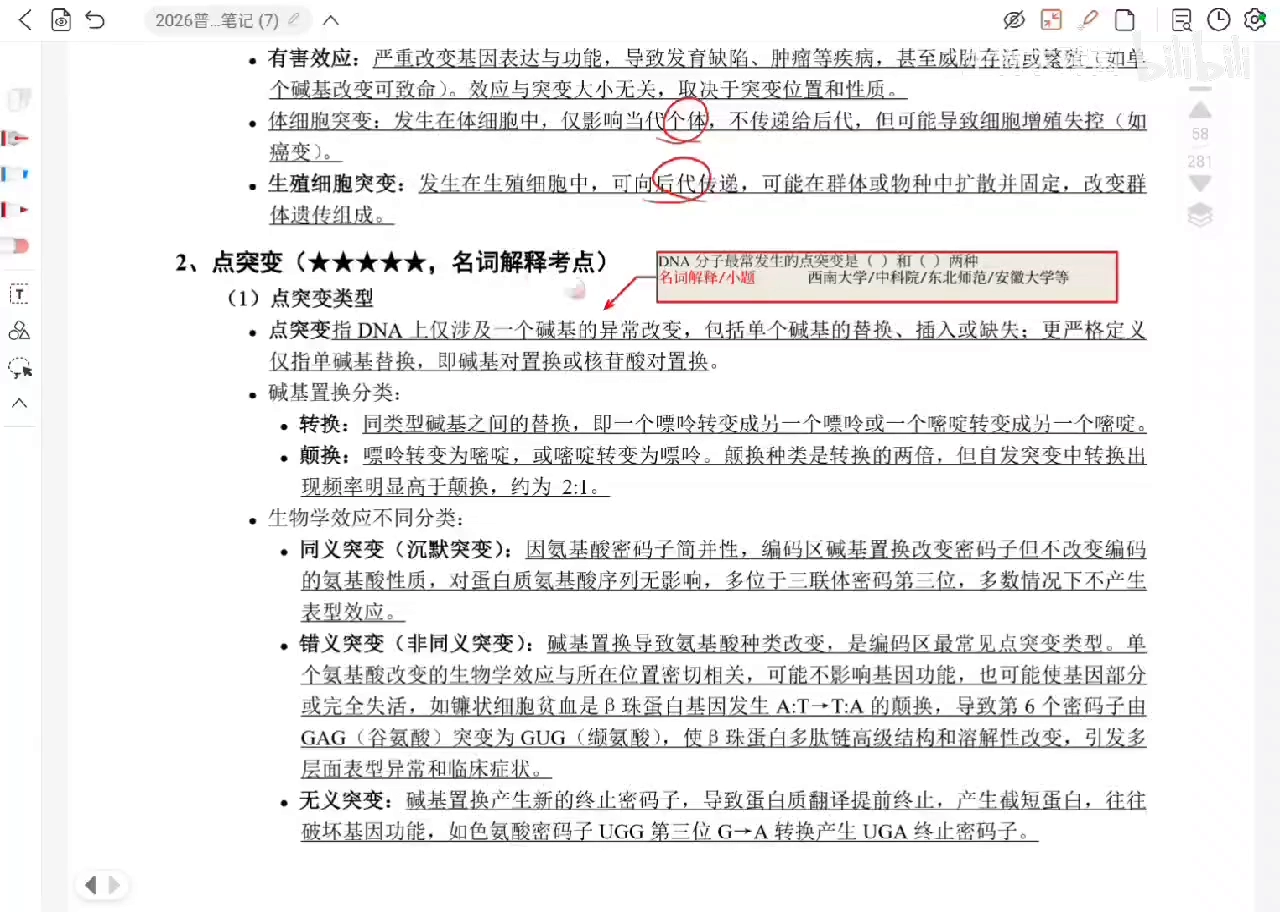 2026普...笔记 (7)
bilibili
• 有害效应：严重改变基因表达与功能，导致发育缺陷、肿瘤等疾病，甚至威胁存活或繁殖（如单
个碱基改变可致命）。效应与突变大小无关，取决于突变位置和性质。
• 体细胞突变：发生在体细胞中，仅影响当代个体，不传递给后代，但可能导致细胞增殖失控（如
癌变）。
• 生殖细胞突变：发生在生殖细胞中，可向后代传递，可能在群体或物种中扩散并固定，改变群
体遗传组成。
58
281
2、点突变（★★★★★，名词解释考点）
DNA 分子最常发生的点突变是（ ）和（ ）两种
名词解释/小题 西南大学/中科院/东北师范/安徽大学等
（1）点突变类型
• 点突变指 DNA 上仅涉及一个碱基的异常改变，包括单个碱基的替换、插入或缺失；更严格定义
仅指单碱基替换，即碱基对置换或核苷酸对置换。
• 碱基置换分类：
• 转换：同类型碱基之间的替换，即一个嘌呤转变成另一个嘌呤或一个嘧啶转变成另一个嘧啶。
• 颠换：嘌呤转变为嘧啶，或嘧啶转变为嘌呤。颠换种类是转换的两倍，但自发突变中转换出
现频率明显高于颠换，约为 2:1。
• 生物学效应不同分类：
• 同义突变（沉默突变）：因氨基酸密码子简并性，编码区碱基置换改变密码子但不改变编码
的氨基酸性质，对蛋白质氨基酸序列无影响，多位于三联体密码第三位，多数情况下不产生
表型效应。
• 错义突变（非同义突变）：碱基置换导致氨基酸种类改变，是编码区最常见点突变类型。单
个氨基酸改变的生物学效应与所在位置密切相关，可能不影响基因功能，也可能使基因部分
或完全失活，如镰状细胞贫血是β珠蛋白基因发生 A:T→T:A 的颠换，导致第 6 个密码子由
GAG（谷氨酸）突变为 GUG（缬氨酸），使β珠蛋白多肽链高级结构和溶解性改变，引发多
层面表型异常和临床症状。
• 无义突变：碱基置换产生新的终止密码子，导致蛋白质翻译提前终止，产生截短蛋白，往往
破坏基因功能，如色氨酸密码子 UGG 第三位 G→A 转换产生 UGA 终止密码子。